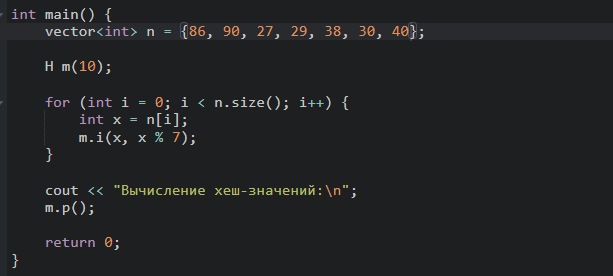 int main() {
vector<int> n = {86, 90, 27, 29, 38, 30, 40};
H m(10);
for (int i = 0; i < n.size(); i++) {
int x = n[i];
m.i(x, x % 7);
}
cout << "Вычисление хеш-значений:\n";
m.p();
return 0;
}